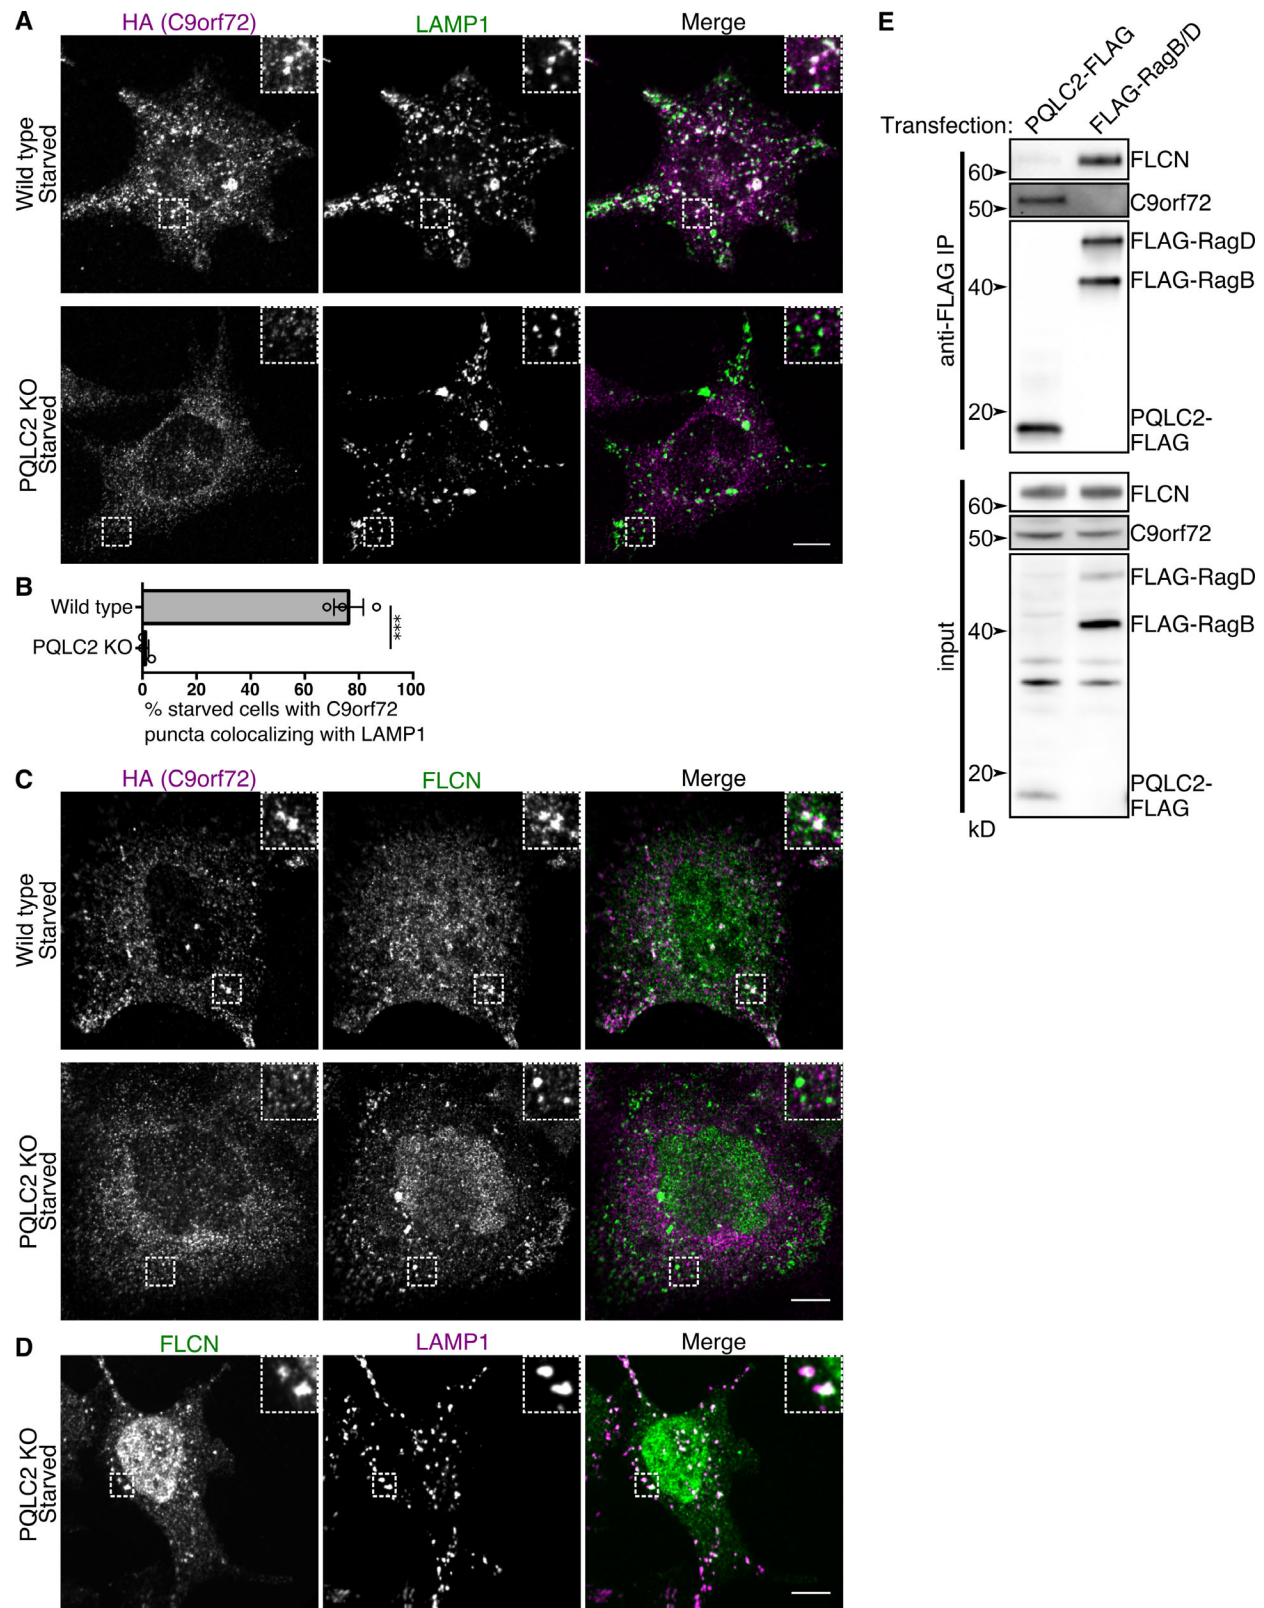 A
HA (C9orf72)
LAMP1
Merge
Wild type
Starved
PQLC2 KO
Starved
B
Wild type
PQLC2 KO
***
0 20 40 60 80 100
% starved cells with C9orf72
puncta colocalizing with LAMP1
C
HA (C9orf72)
FLCN
Merge
Wild type
Starved
PQLC2 KO
Starved
D
FLCN
LAMP1
Merge
PQLC2 KO
Starved
E
Transfection:
PQLC2-FLAG
FLAG-RagB/D
anti-FLAG IP
60
FLCN
50
C9orf72
FLAG-RagD
40
FLAG-RagB
20
PQLC2-
FLAG
input
60
FLCN
50
C9orf72
FLAG-RagD
40
FLAG-RagB
20
PQLC2-
FLAG
kD